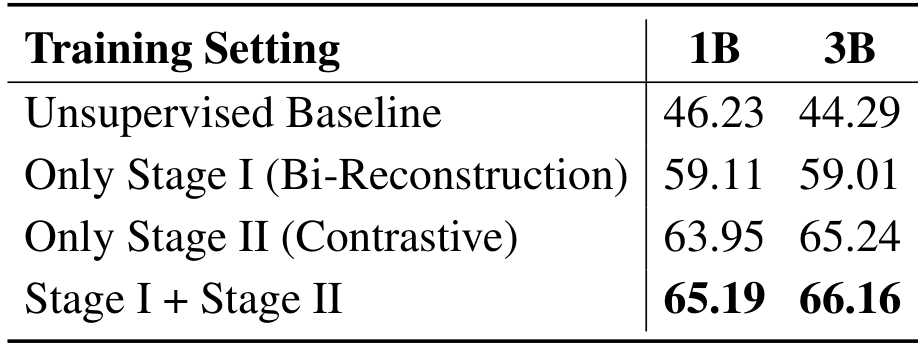 Training Setting 1B 3B
Unsupervised Baseline 46.23 44.29
Only Stage I (Bi-Reconstruction) 59.11 59.01
Only Stage II (Contrastive) 63.95 65.24
Stage I + Stage II 65.19 66.16